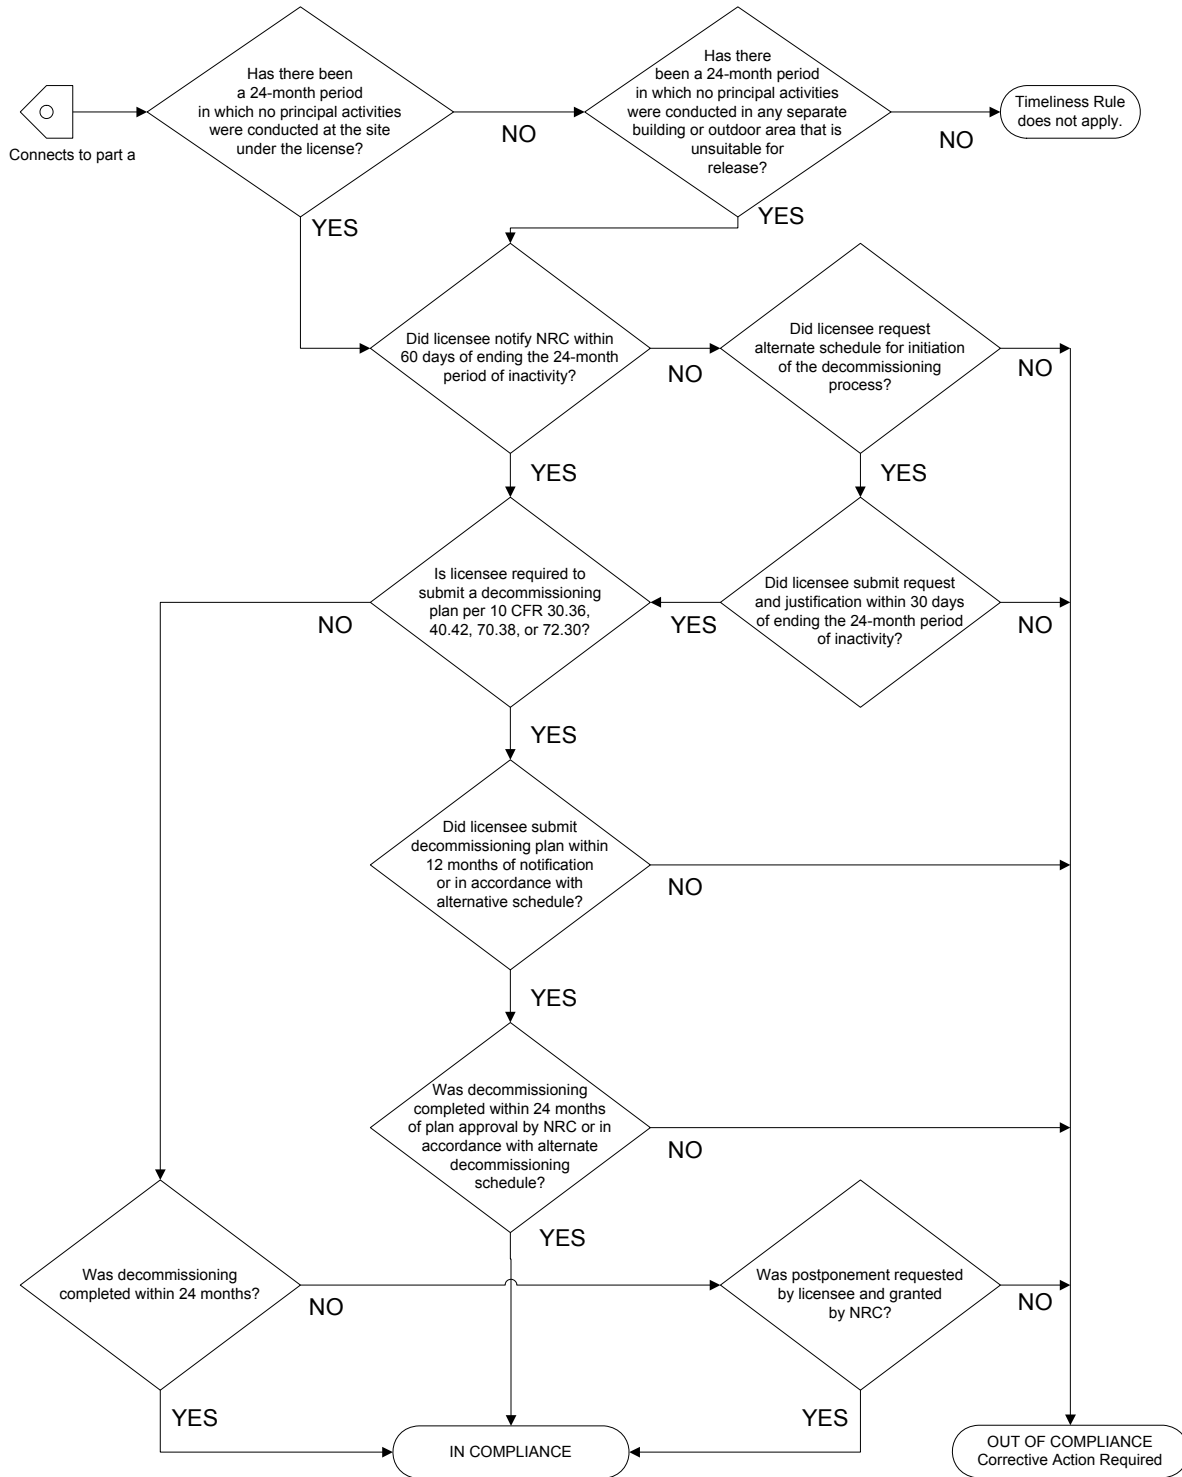 Has there been
a 24-month period
in which no principal activities
were conducted at the site
under the license?
Has there
been a 24-month period
in which no principal activities
were conducted in any separate
building or outdoor area that is
unsuitable for
release?
Timeliness Rule
does not apply.
Connects to part a
NO
NO
YES
YES
Did licensee notify NRC within
60 days of ending the 24-month
period of inactivity?
Did licensee request
alternate schedule for initiation
of the decommissioning
process?
NO
NO
YES
YES
Is licensee required to
submit a decommissioning
plan per 10 CFR 30.36,
40.42, 70.38, or 72.30?
Did licensee submit request
and justification within 30 days
of ending the 24-month period
of inactivity?
NO
YES
NO
YES
Did licensee submit
decommissioning plan within
12 months of notification
or in accordance with
alternative schedule?
NO
YES
Was decommissioning
completed within 24 months
of plan approval by NRC or in
accordance with alternate
decommissioning
schedule?
NO
YES
Was decommissioning
completed within 24 months?
NO
Was postponement requested
by licensee and granted
by NRC?
NO
YES
YES
IN COMPLIANCE
OUT OF COMPLIANCE
Corrective Action Required